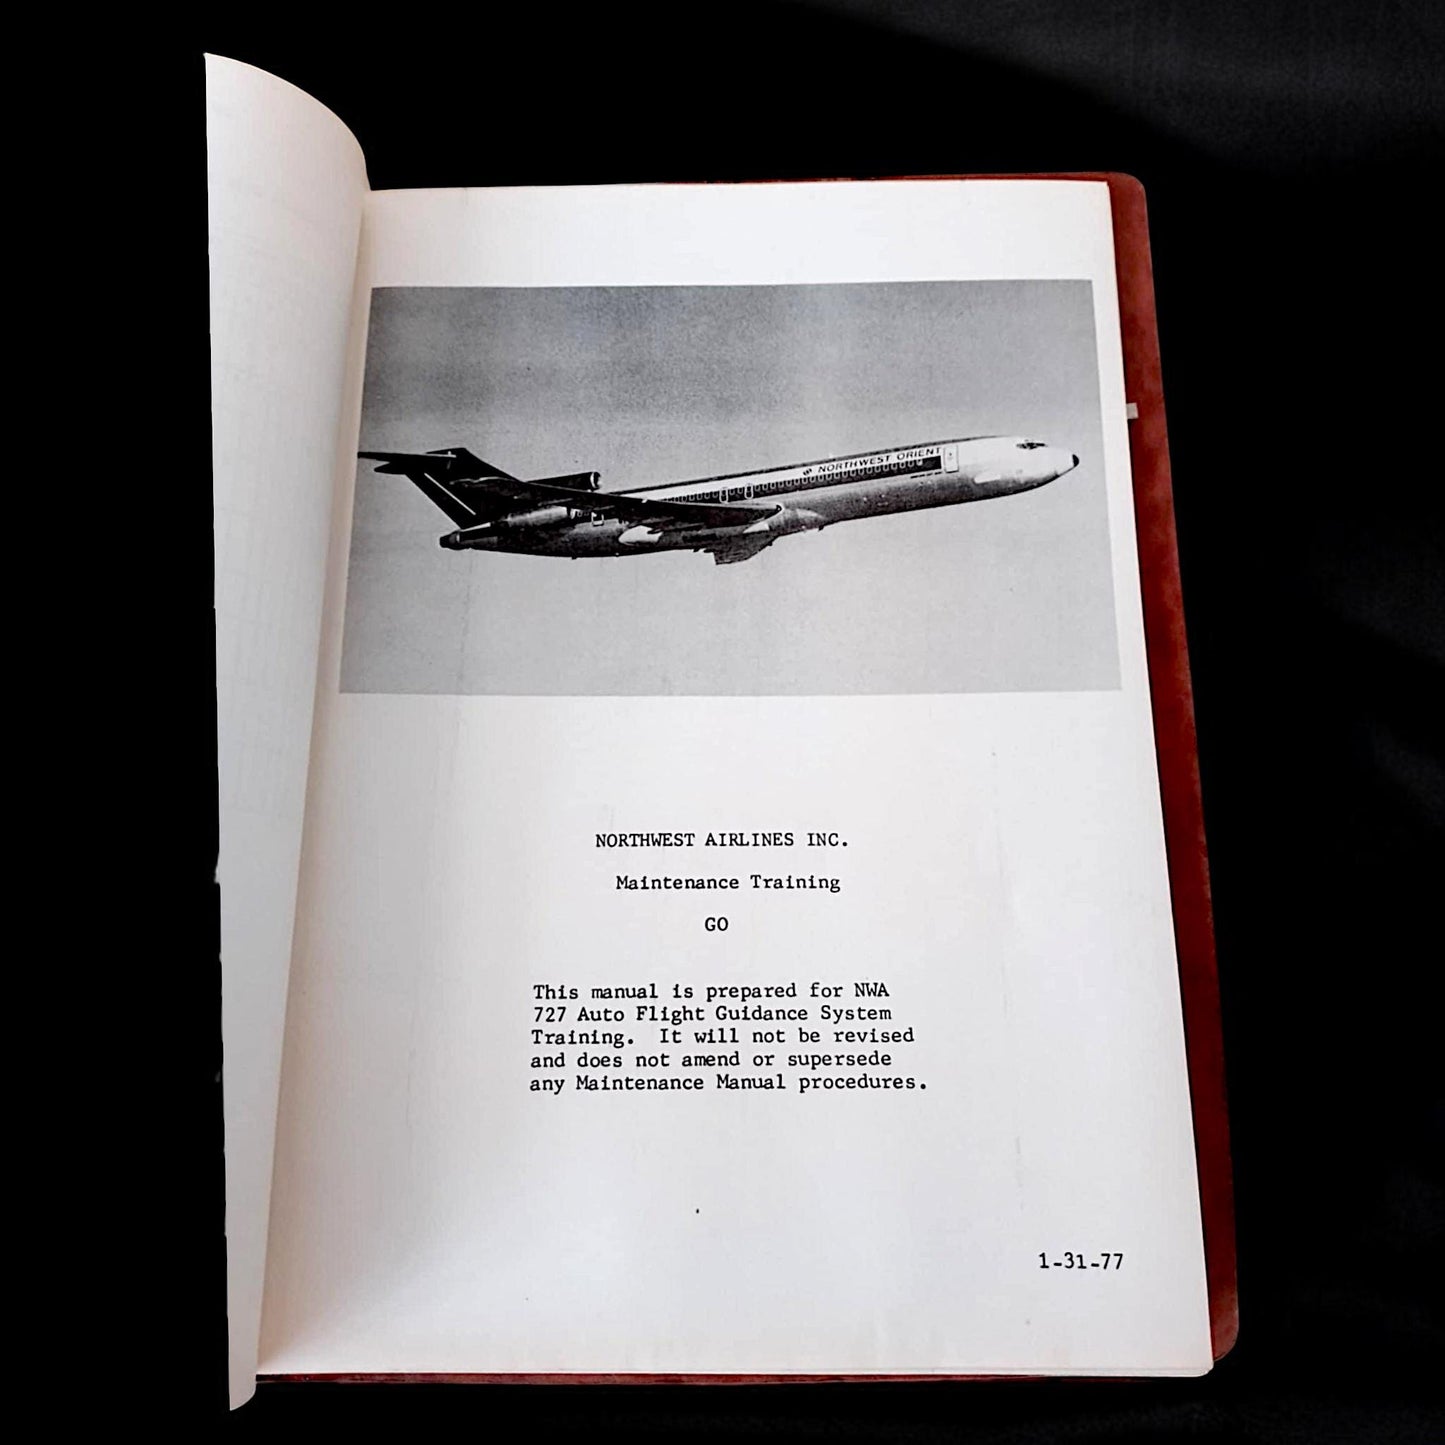 NORTHWEST ORIENT
NORTHWEST AIRLINES INC.
Maintenance Training
GO
This manual is prepared for NWA
727 Auto Flight Guidance System
Training. It will not be revised
and does not amend or supersede
any Maintenance Manual procedures.
1-31-77